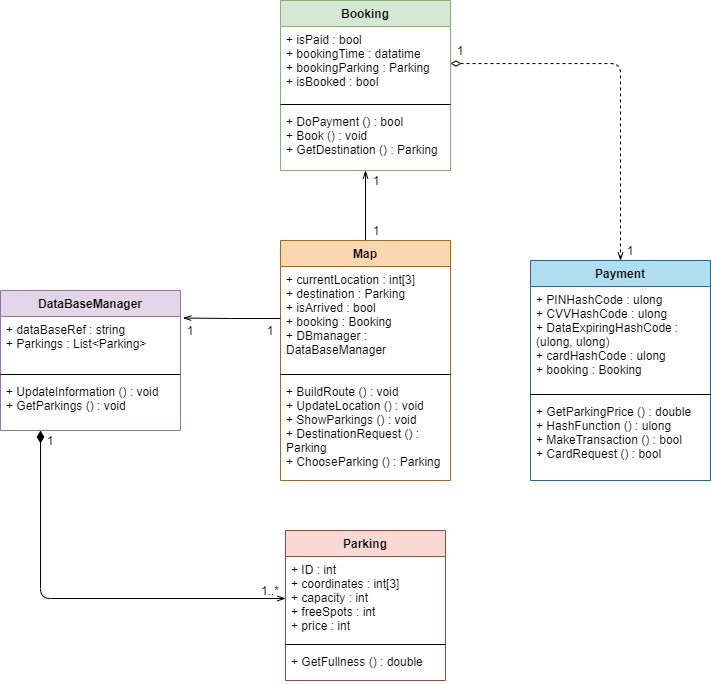 Booking
+ isPaid : bool
+ bookingTime : datatime
+ bookingParking : Parking
+ isBooked : bool
+ DoPayment () : bool
+ Book () : void
+ GetDestination () : Parking
1
1
1
1
Map
+ currentLocation : int[3]
+ destination : Parking
+ isArrived : bool
+ booking : Booking
+ DBmanager :
DataBaseManager
+ BuildRoute () : void
+ UpdateLocation () : void
+ ShowParkings () : void
+ DestinationRequest () :
Parking
+ ChooseParking () : Parking
Payment
+ PINHashCode : ulong
+ CVVHashCode : ulong
+ DataExpiringHashCode :
(ulong, ulong)
+ cardHashCode : ulong
+ booking : Booking
+ GetParkingPrice () : double
+ HashFunction () : ulong
+ MakeTransaction () : bool
+ CardRequest () : bool
DataBaseManager
+ dataBaseRef : string
+ Parkings : List<Parking>
+ UpdateInformation () : void
+ GetParkings () : void
1
1
1
1..*
Parking
+ ID : int
+ coordinates : int[3]
+ capacity : int
+ freeSpots : int
+ price : int
+ GetFullness () : double